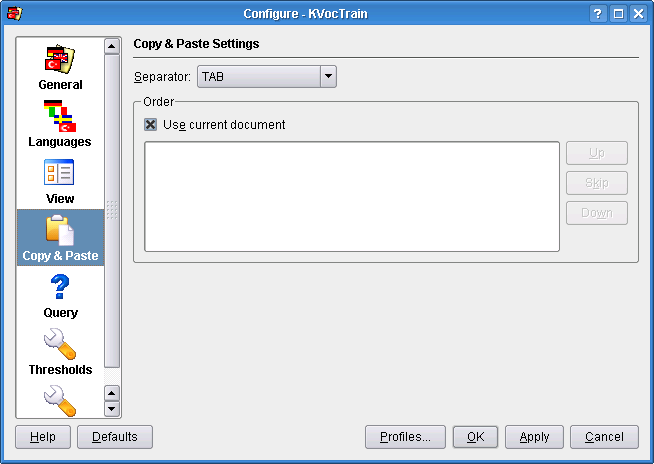 Configure - KVocTrain
General
Languages
View
Copy & Paste
Query
Thresholds
Copy & Paste Settings
Separator: TAB
Order
Use current document
Up
Skip
Down
Help Defaults Profiles... OK Apply Cancel